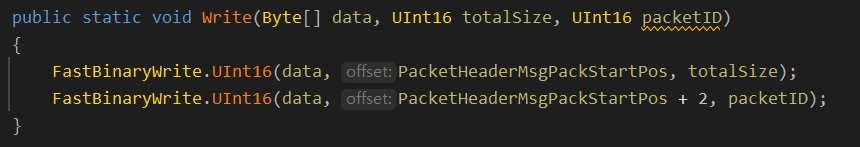 public static void Write(Byte[] data, UInt16 totalSize, UInt16 packetID)
{
    FastBinaryWrite.UInt16(data, offset:PacketHeaderMsgPackStartPos, totalSize);
    FastBinaryWrite.UInt16(data, offset:PacketHeaderMsgPackStartPos + 2, packetID);
}